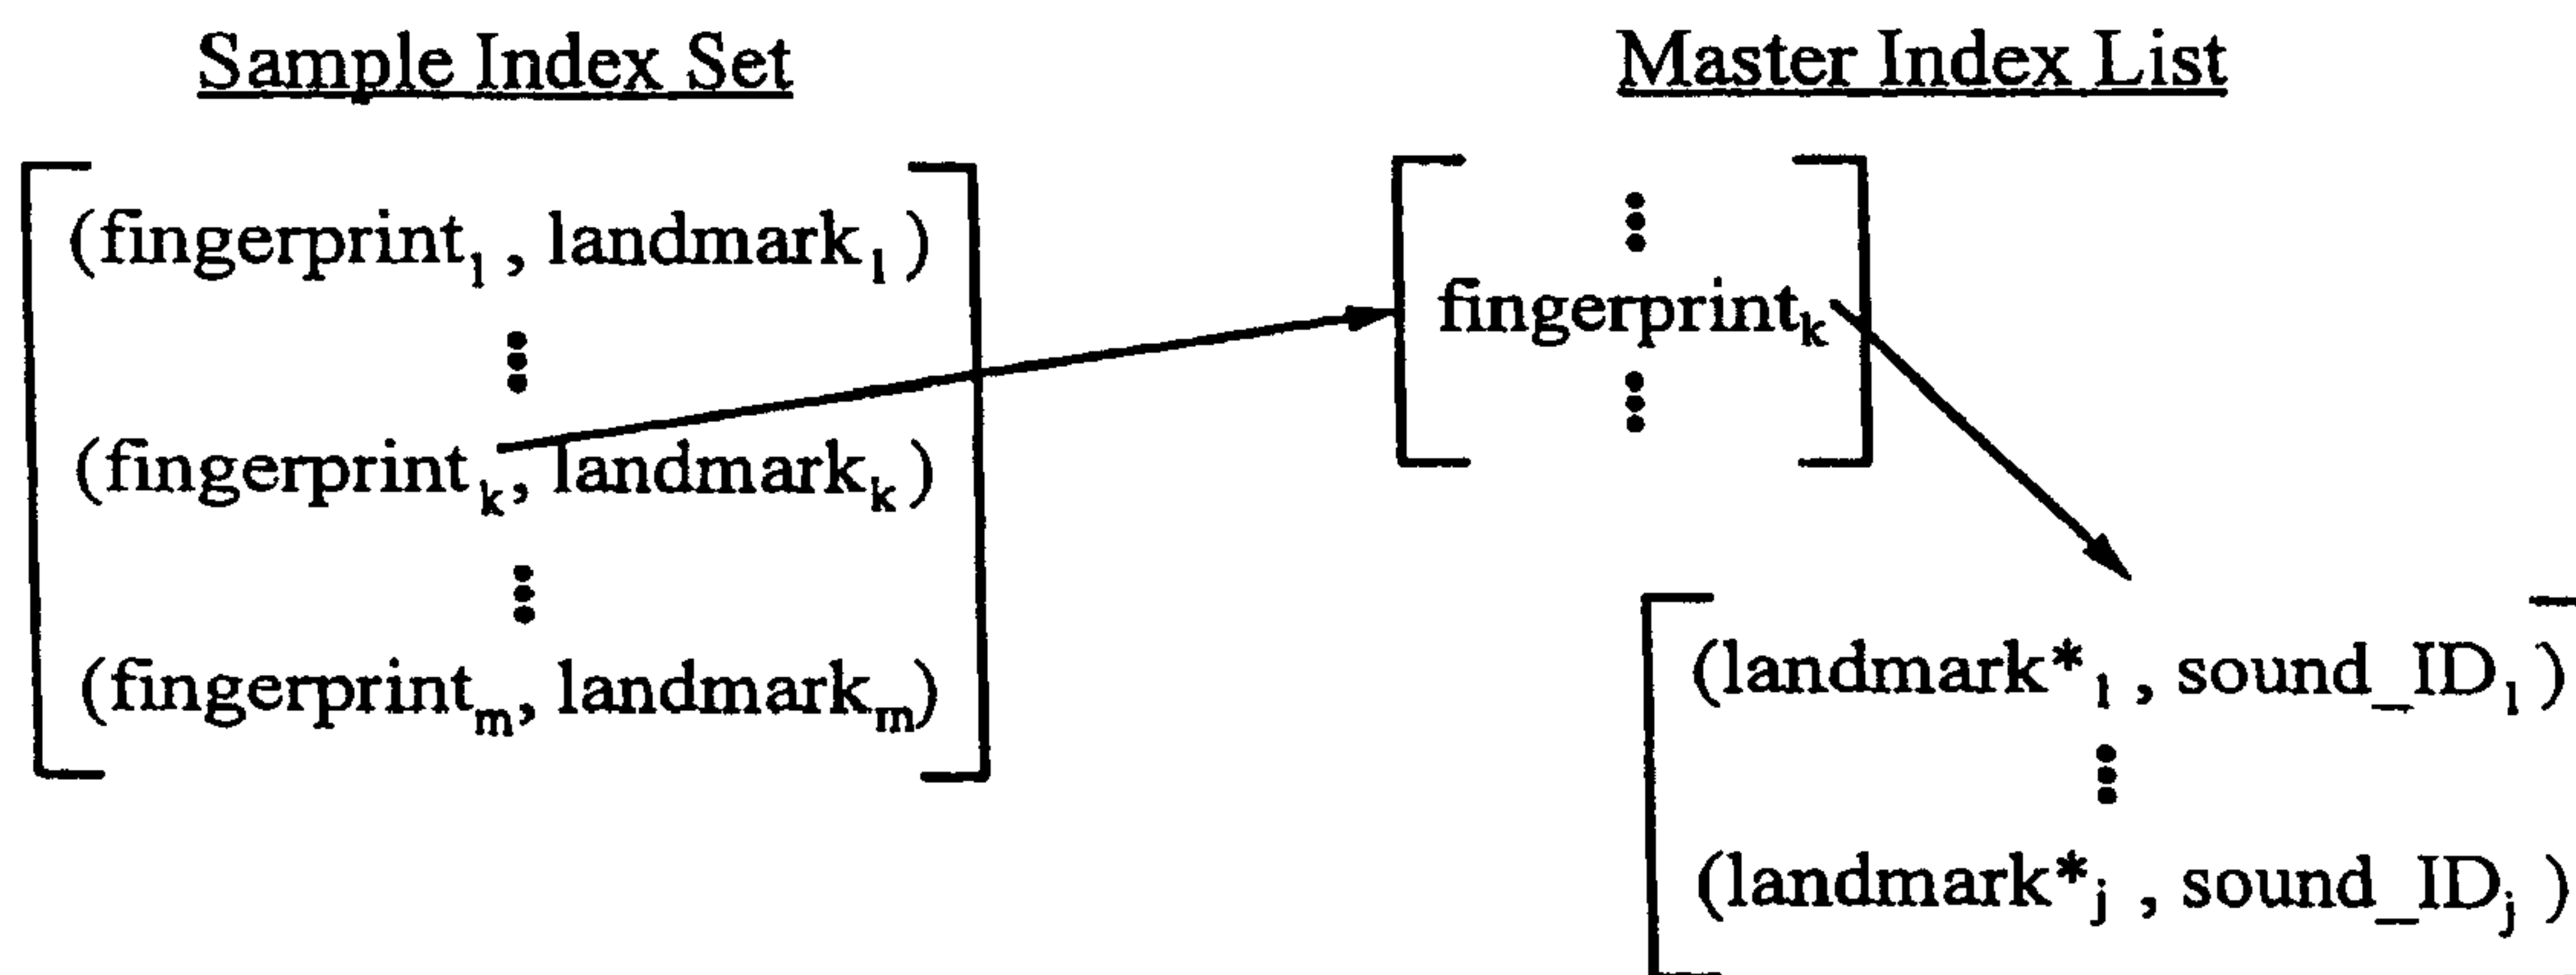 Sample Index Set
(fingerprint₁, landmark₁)
⋮
(fingerprintₖ, landmarkₖ)
⋮
(fingerprintₘ, landmarkₘ)
Master Index List
⋮
fingerprintₖ
⋮
(landmark*₁, sound_ID₁)
⋮
(landmark*ⱼ, sound_IDⱼ)